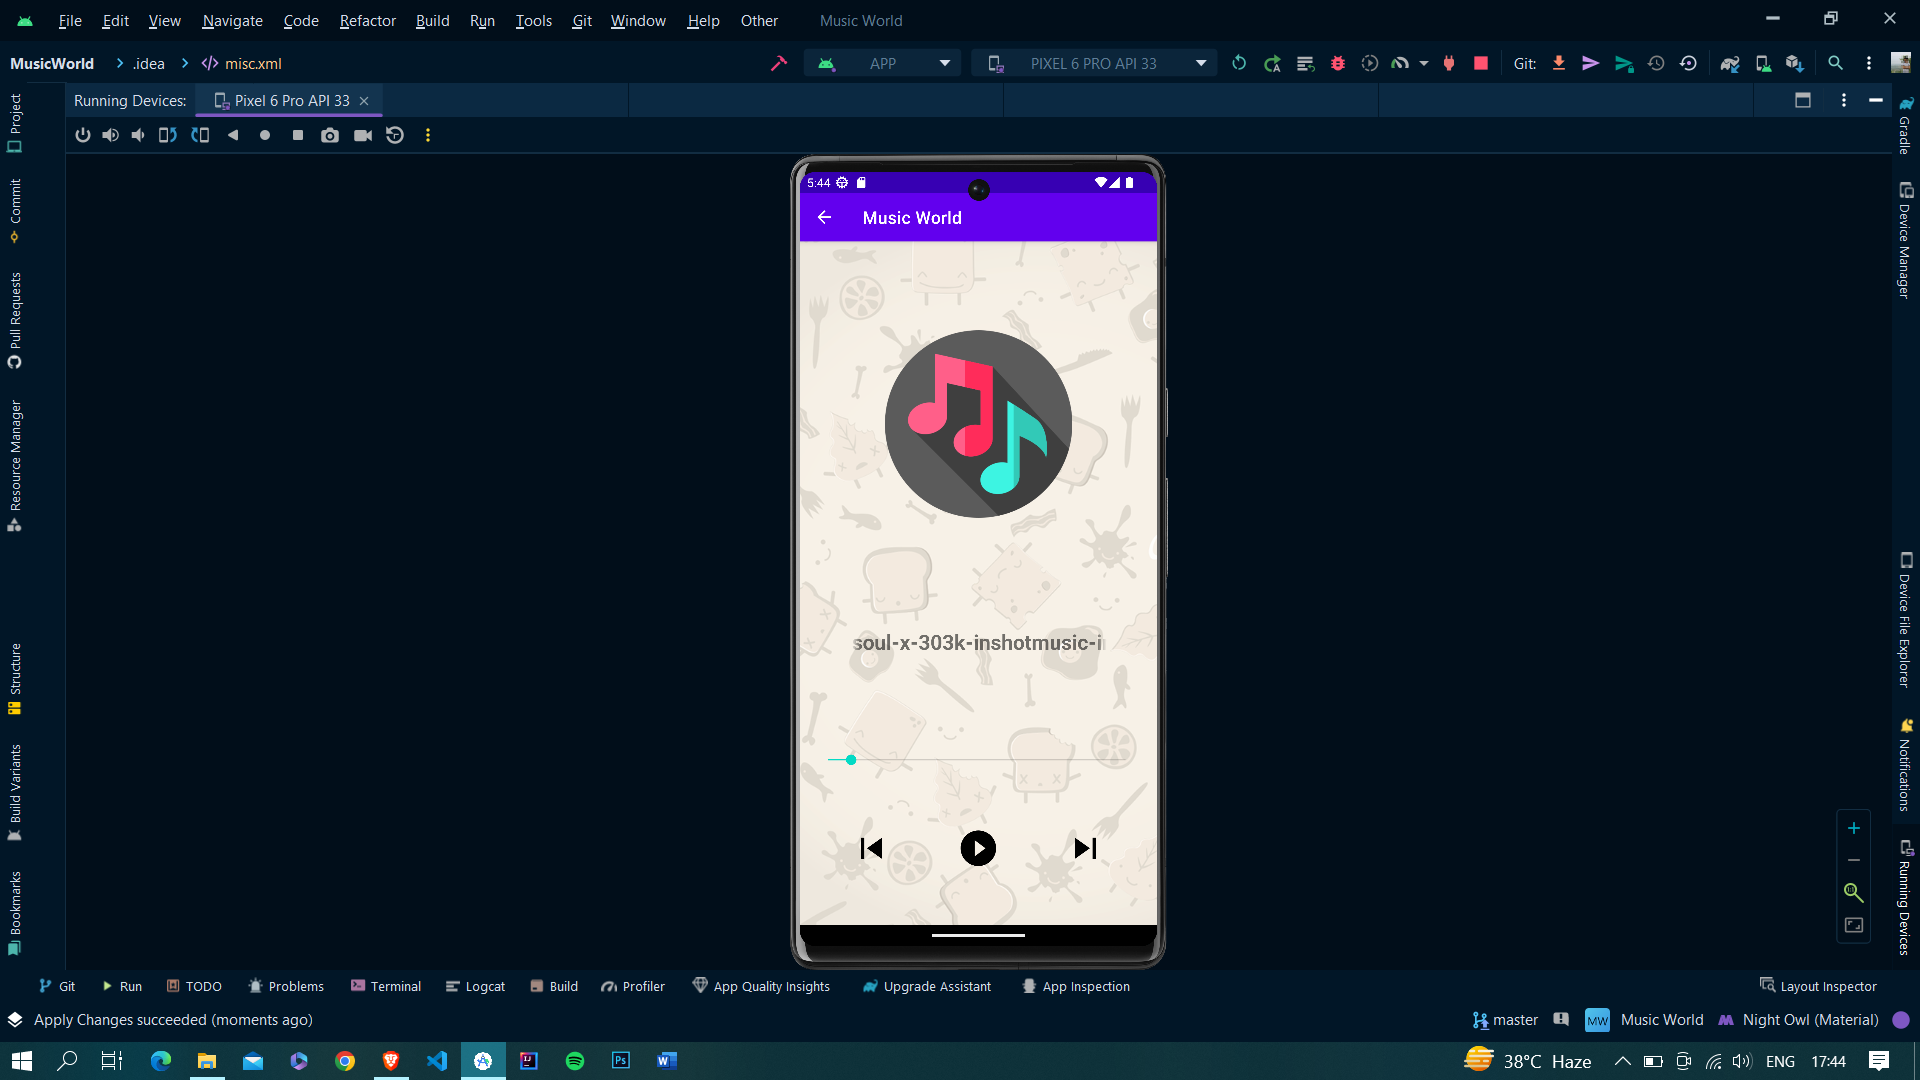 File Edit View Navigate Code Refactor Build Run Tools Git Window Help Other Music World
MusicWorld .idea misc.xml APP PIXEL 6 PRO API 33 Git:
Running Devices: Pixel 6 Pro API 33
Project
Commit
Pull Requests
Resource Manager
Structure
Build Variants
Bookmarks
5:44
Music World
soul-x-303k-inshotmusic-i
Gradle
Device Manager
Device File Explorer
Notifications
Running Devices
Git Run TODO Problems Terminal Logcat Build Profiler App Quality Insights Upgrade Assistant App Inspection Layout Inspector
Apply Changes succeeded (moments ago) master MW Music World Night Owl (Material)
Ps
38°C Haze ENG 17:44